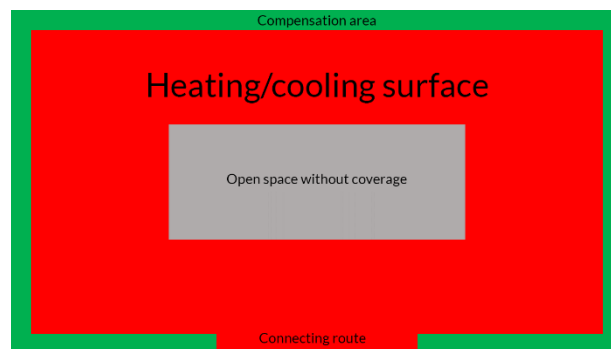 Compensation area
Heating/cooling surface
Open space without coverage
Connecting route